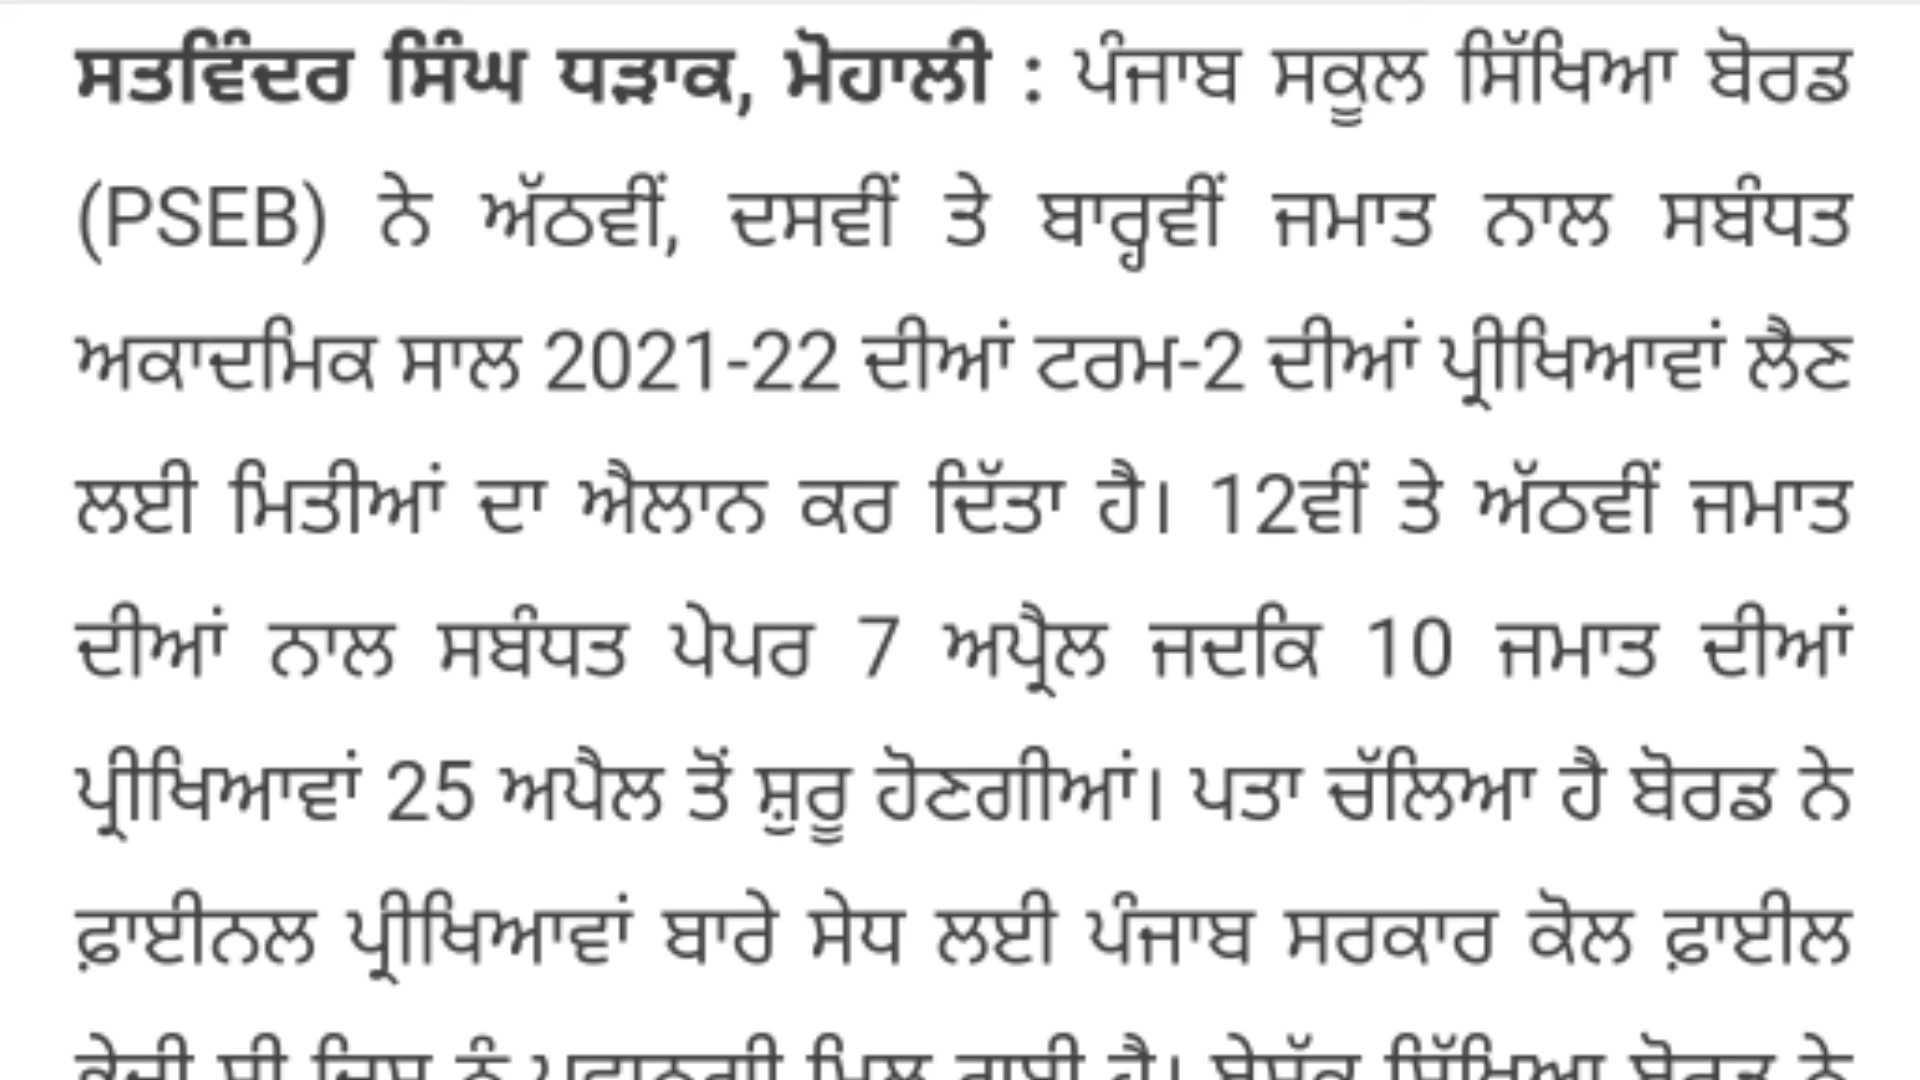 ਸਤਵਿੰਦਰ ਸਿੰਘ ਧੜਾਕ, ਮੋਹਾਲੀ : ਪੰਜਾਬ ਸਕੂਲ ਸਿੱਖਿਆ ਬੋਰਡ
(PSEB) ਨੇ ਅੱਠਵੀਂ, ਦਸਵੀਂ ਤੇ ਬਾਰ੍ਹਵੀਂ ਜਮਾਤ ਨਾਲ ਸਬੰਧਤ
ਅਕਾਦਮਿਕ ਸਾਲ 2021-22 ਦੀਆਂ ਟਰਮ-2 ਦੀਆਂ ਪ੍ਰੀਖਿਆਵਾਂ ਲੈਣ
ਲਈ ਮਿਤੀਆਂ ਦਾ ਐਲਾਨ ਕਰ ਦਿੱਤਾ ਹੈ। 12ਵੀਂ ਤੇ ਅੱਠਵੀਂ ਜਮਾਤ
ਦੀਆਂ ਨਾਲ ਸਬੰਧਤ ਪੇਪਰ 7 ਅਪ੍ਰੈਲ ਜਦਕਿ 10 ਜਮਾਤ ਦੀਆਂ
ਪ੍ਰੀਖਿਆਵਾਂ 25 ਅਪੈਲ ਤੋਂ ਸ਼ੁਰੂ ਹੋਣਗੀਆਂ। ਪਤਾ ਚੱਲਿਆ ਹੈ ਬੋਰਡ ਨੇ
ਫ਼ਾਈਨਲ ਪ੍ਰੀਖਿਆਵਾਂ ਬਾਰੇ ਸੇਧ ਲਈ ਪੰਜਾਬ ਸਰਕਾਰ ਕੋਲ ਫ਼ਾਈਲ
ਸੀ ਜਿਸ ਨੂੰ ਮਿਲ ਗਈ ਹੈ। ਬੇਸ਼ੱਕ ਸਿੱਖਿਆ ਬੋਰਡ ਨੇ